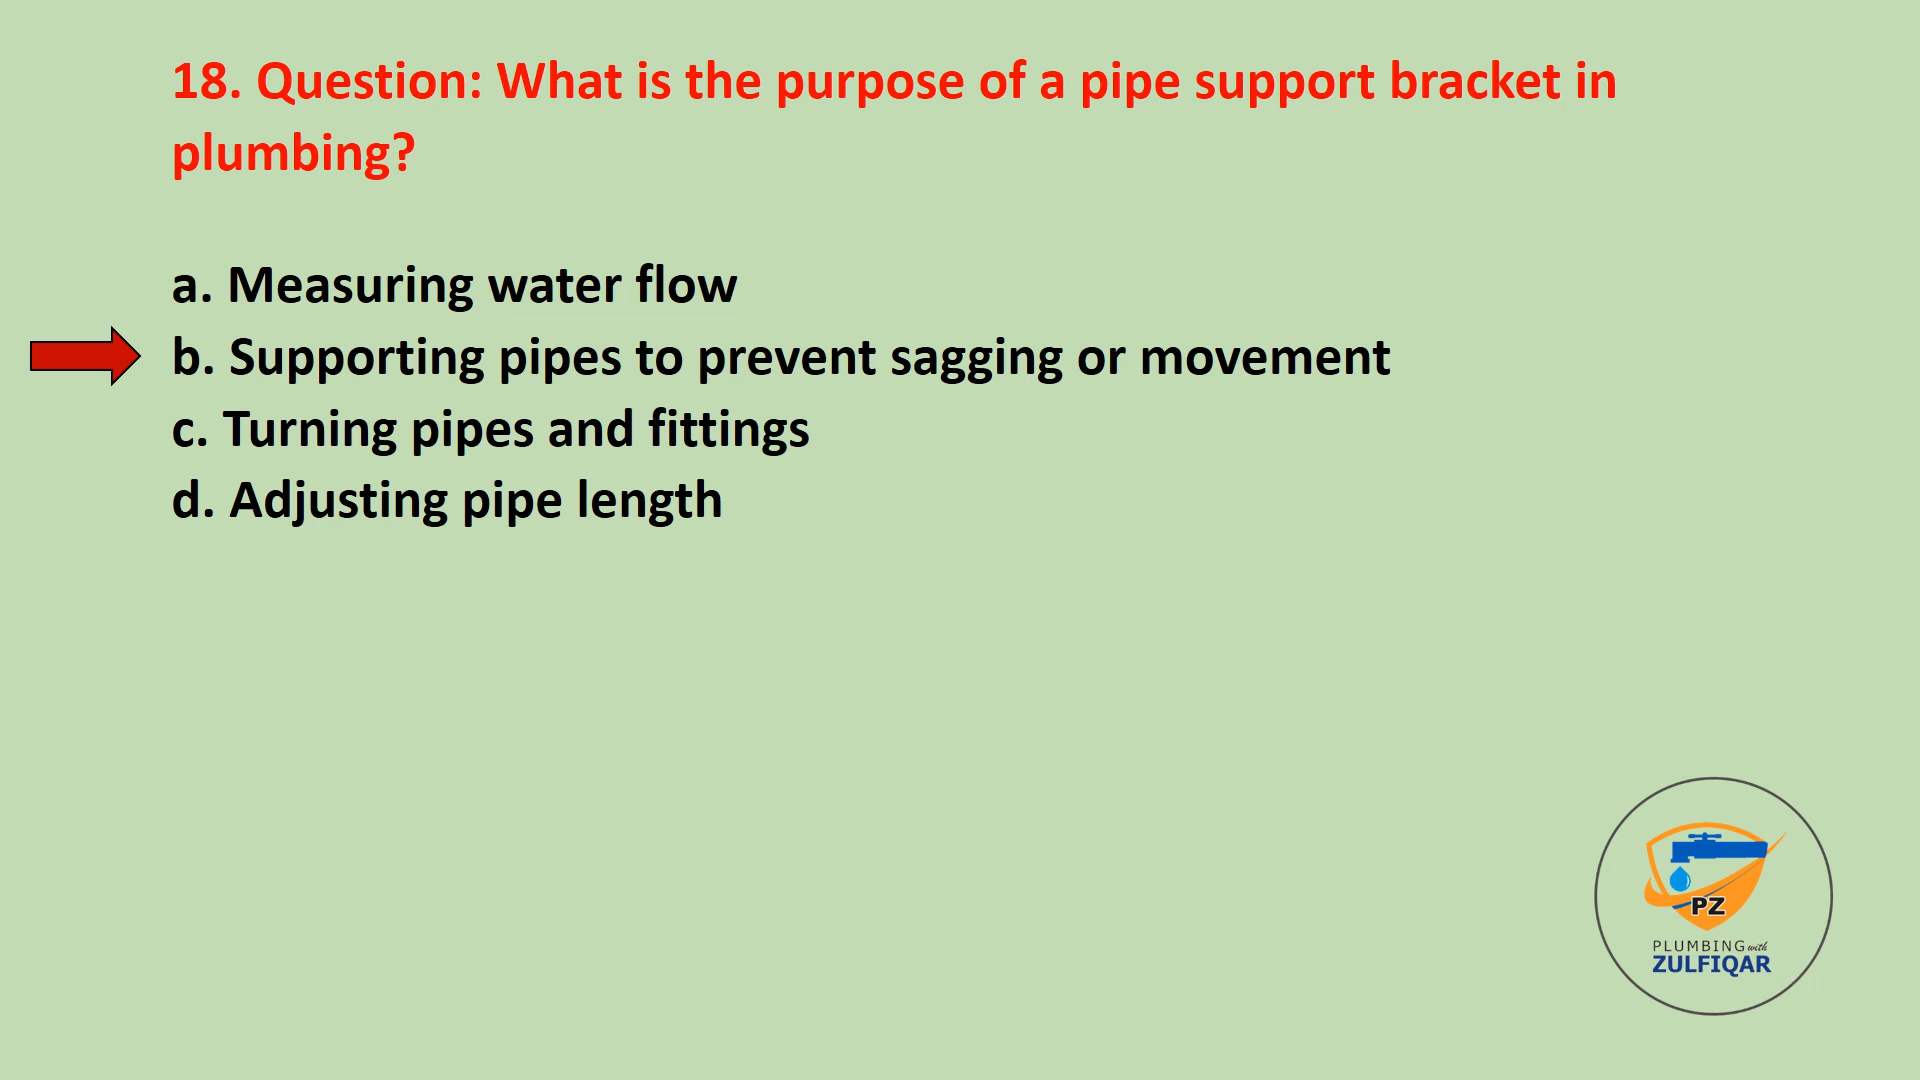 18. Question: What is the purpose of a pipe support bracket in
plumbing?
a. Measuring water flow
b. Supporting pipes to prevent sagging or movement
c. Turning pipes and fittings
d. Adjusting pipe length
PZ
PLUMBING with
ZULFIQAR